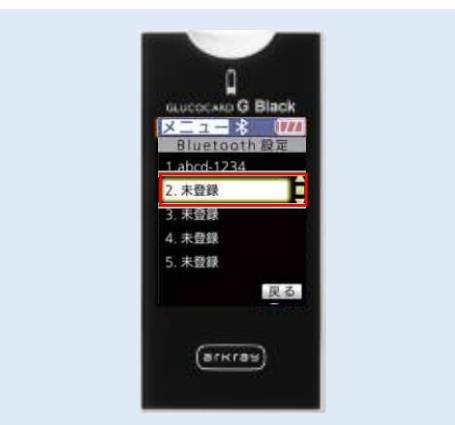 GLUCOCARD G Black
メニュー
Bluetooth 設定
1.abcd-1234
2. 未登録
3. 未登録
4. 未登録
5. 未登録
戻る
arkray